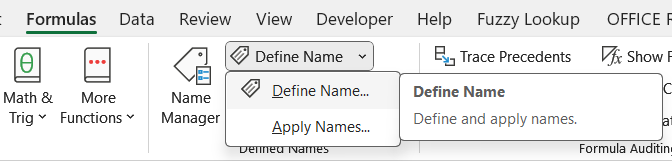 Formulas Data Review View Developer Help Fuzzy Lookup OFFICE
Math & Trig
More Functions
Name Manager
Define Name
Define Name...
Apply Names...
Defined Names
Trace Precedents
Show F
Define Name
Define and apply names.
Formula Auditing